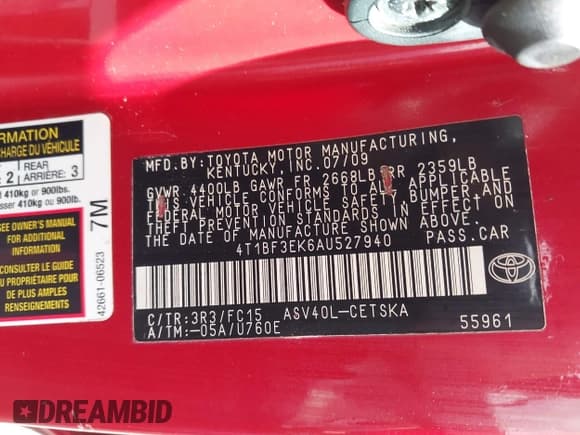 FORMATION
CHARGE DU VÉHICULE
: 2 REAR ARRIÈRE : 3
410kg or 900lbs.
ser 410kg ou 900lbs.
SEE OWNER'S MANUAL
FOR ADDITIONAL
INFORMATION
CONSULTER LE GUIDE
DU PROPRIÉTAIRE POUR
DE PLUS AMPLES
RENSEIGNEMENTS
7M
42661-06523
MFD. BY: TOYOTA MOTOR MANUFACTURING,
KENTUCKY, INC. 07/09
GVWR 4400LB GAWR FR 2668LB RR 2359LB
THIS VEHICLE CONFORMS TO ALL APPLICABLE
FEDERAL MOTOR VEHICLE SAFETY, BUMPER, AND
THEFT PREVENTION STANDARDS IN EFFECT ON
THE DATE OF MANUFACTURE SHOWN ABOVE.
4T1BF3EK6AU527940 PASS.CAR
C/TR:3R3/FC15 ASV40L-CETSKA
A/TM:-05A/U760E 55961
TOYOTA
DREAMBID